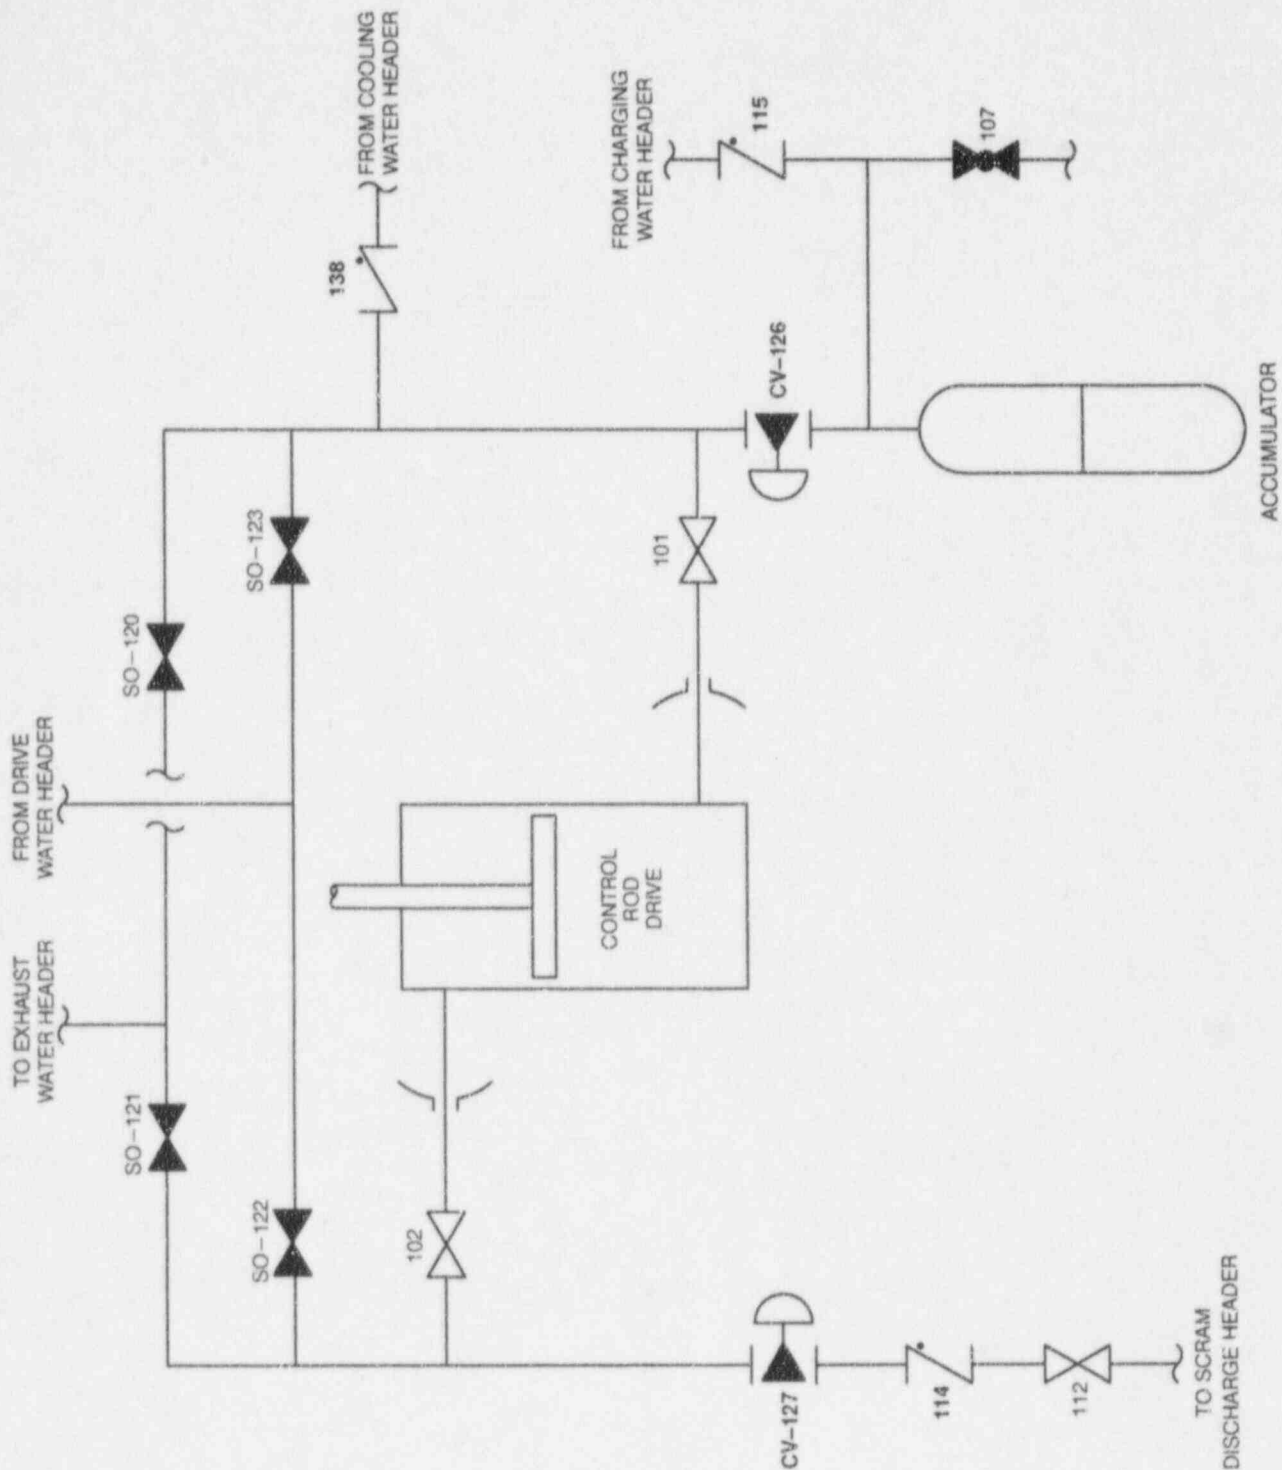 TO EXHAUST
WATER HEADER
FROM DRIVE
WATER HEADER
SO-121
SO-120
SO-122
SO-123
FROM COOLING
WATER HEADER
138
FROM CHARGING
WATER HEADER
115
107
102
101
CONTROL
ROD
DRIVE
CV-126
CV-127
114
112
ACCUMULATOR
TO SCRAM
DISCHARGE HEADER